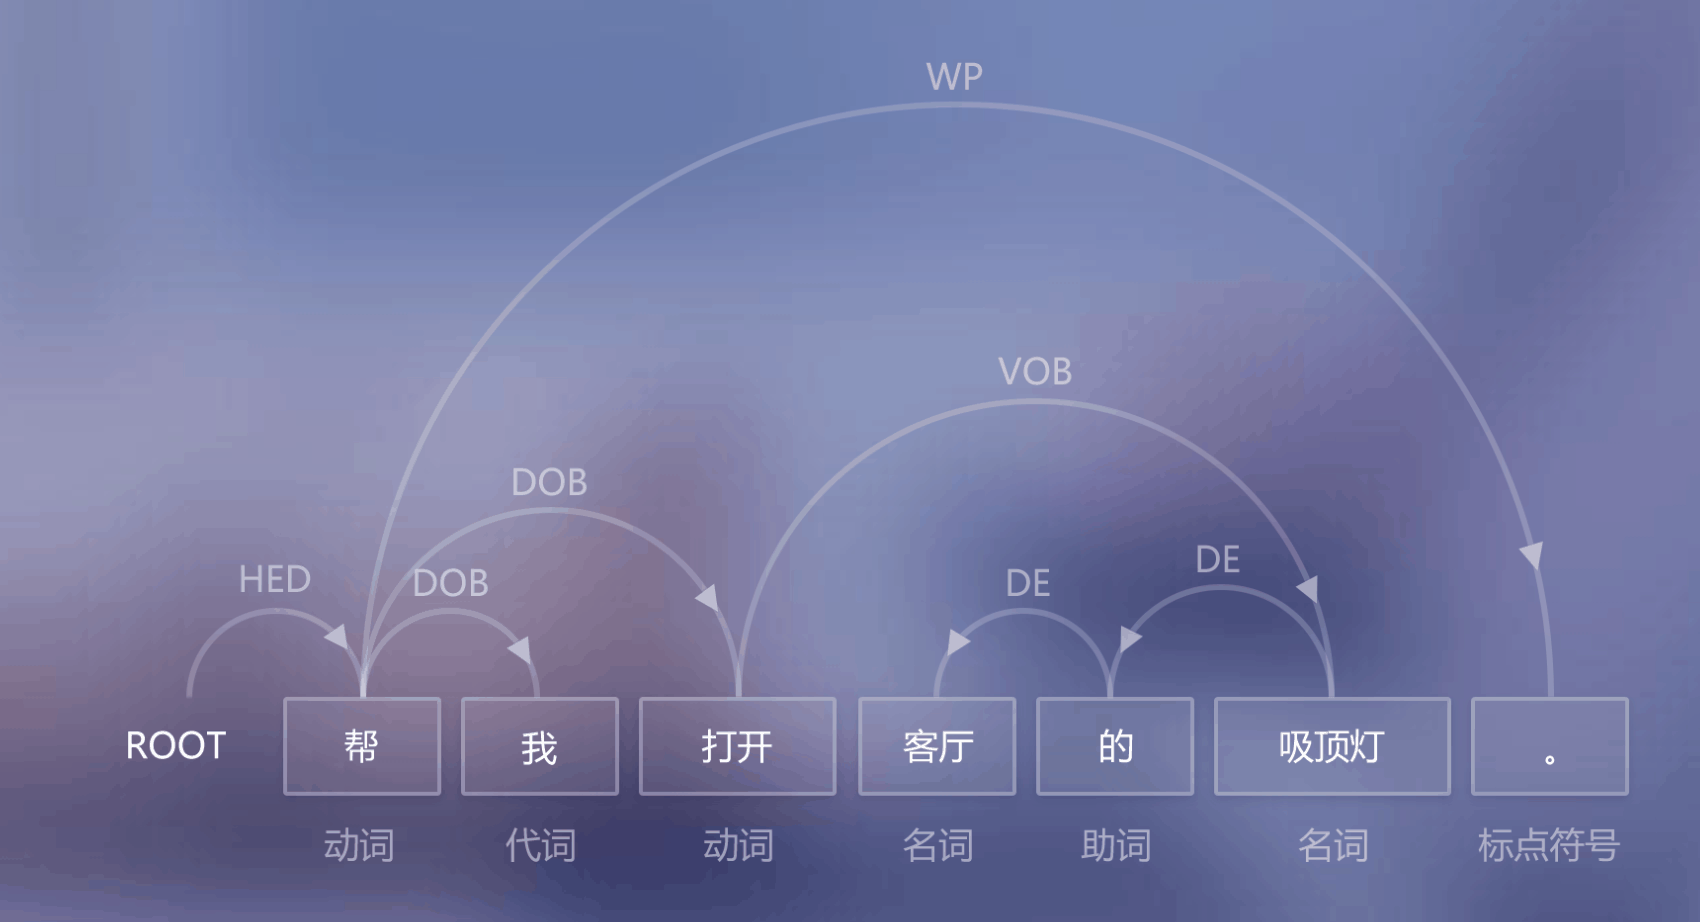 WP
VOB
DOB
DE
HED DOB DE
ROOT 帮 我 打开 客厅 的 吸顶灯 。
动词 代词 动词 名词 助词 名词 标点符号